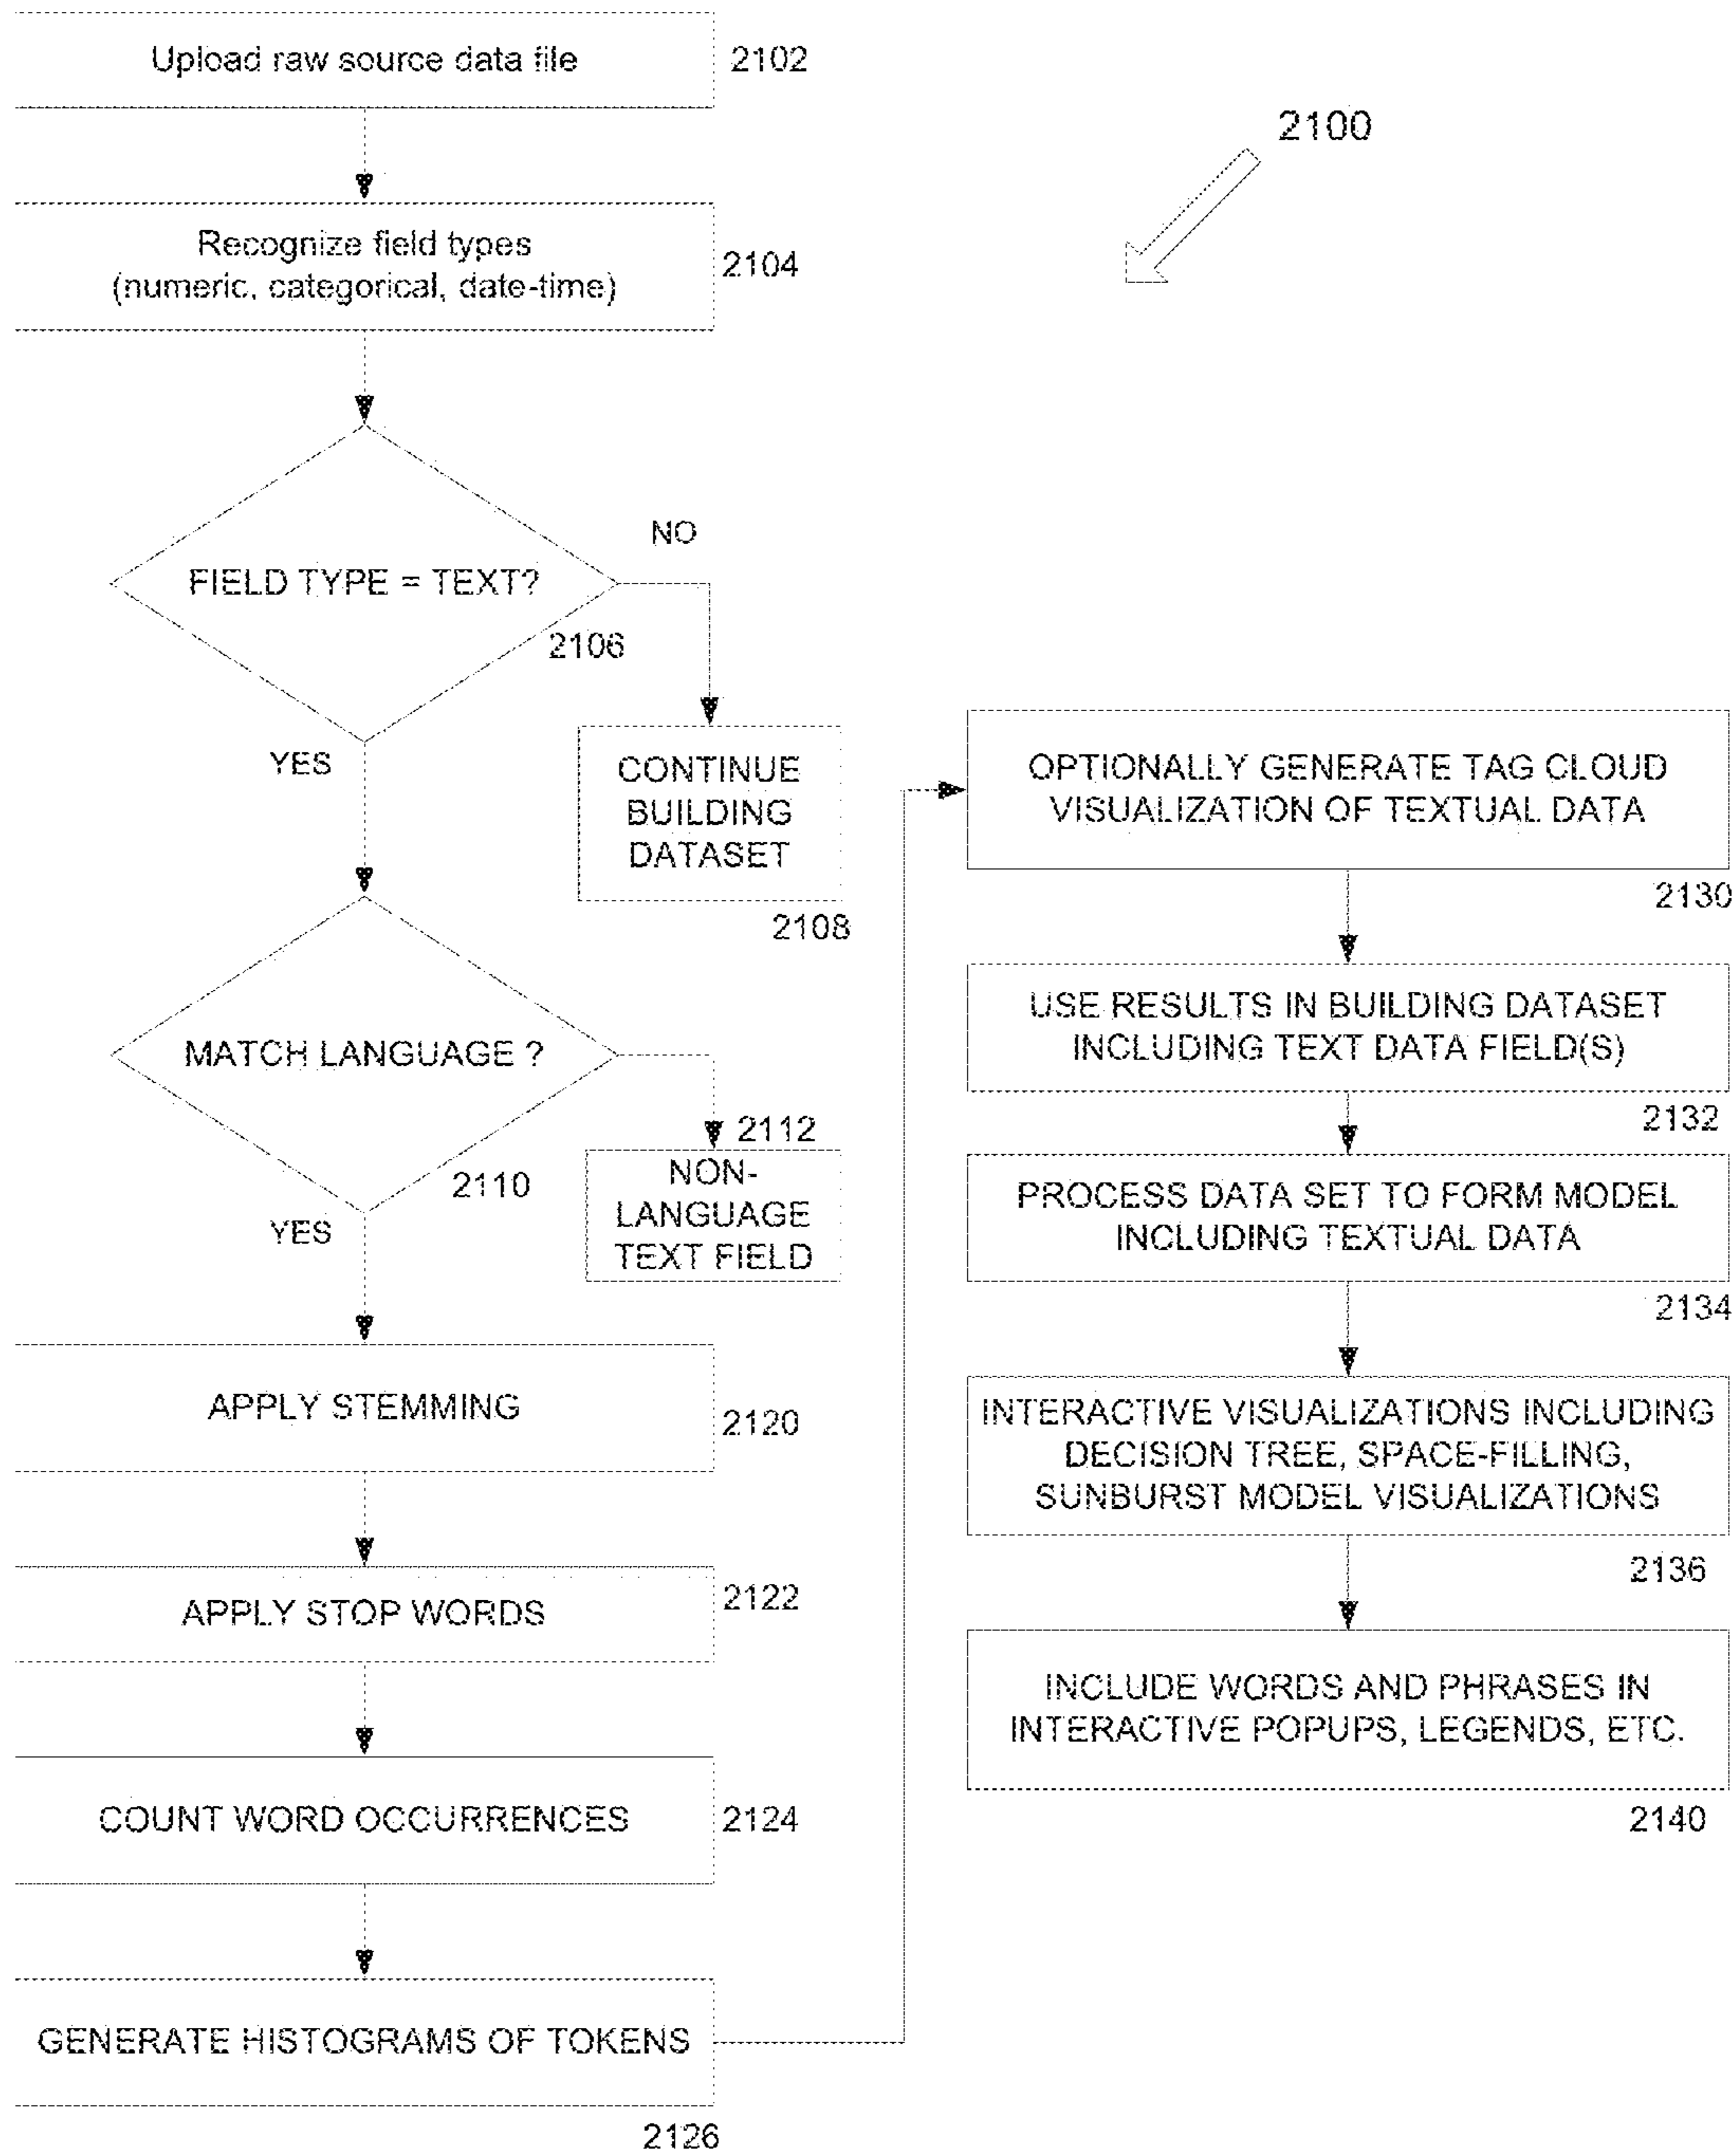 Upload raw source data file
2102
2100
Recognize field types
(numeric, categorical, date-time)
2104
FIELD TYPE = TEXT?
2106
NO
YES
CONTINUE
BUILDING
DATASET
2108
MATCH LANGUAGE ?
2110
YES
2112
NON-
LANGUAGE
TEXT FIELD
APPLY STEMMING
2120
APPLY STOP WORDS
2122
COUNT WORD OCCURRENCES
2124
GENERATE HISTOGRAMS OF TOKENS
2126
OPTIONALLY GENERATE TAG CLOUD
VISUALIZATION OF TEXTUAL DATA
2130
USE RESULTS IN BUILDING DATASET
INCLUDING TEXT DATA FIELD(S)
2132
PROCESS DATA SET TO FORM MODEL
INCLUDING TEXTUAL DATA
2134
INTERACTIVE VISUALIZATIONS INCLUDING
DECISION TREE, SPACE-FILLING,
SUNBURST MODEL VISUALIZATIONS
2136
INCLUDE WORDS AND PHRASES IN
INTERACTIVE POPUPS, LEGENDS, ETC.
2140